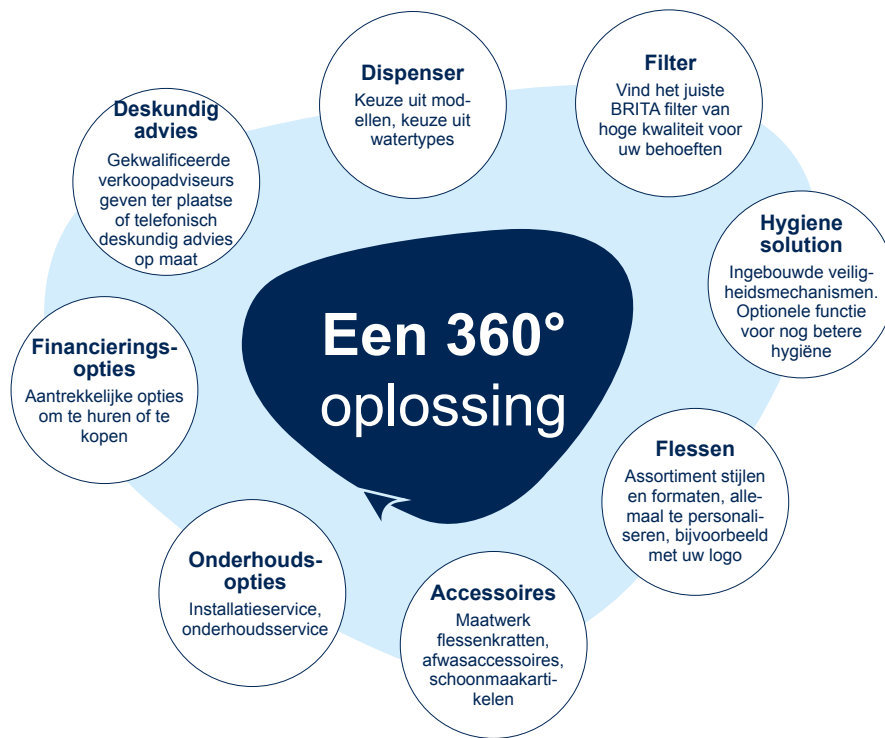 Dispenser
Keuze uit mod-
ellen, keuze uit
watertypes
Filter
Vind het juiste
BRITA filter van
hoge kwaliteit voor
uw behoeften
Deskundig
advies
Gekwalificeerde
verkoopadviseurs
geven ter plaatse
of telefonisch
deskundig advies
op maat
Hygiene
solution
Ingebouwde veilig-
heidsmechanismen.
Optionele functie
voor nog betere
hygiëne
Een 360°
oplossing
Financierings-
opties
Aantrekkelijke opties
om te huren of te
kopen
Flessen
Assortiment stijlen
en formaten, alle-
maal te personali-
seren, bijvoorbeeld
met uw logo
Onderhouds-
opties
Installatieservice,
onderhoudsservice
Accessoires
Maatwerk
flessenkratten,
afwasaccessoires,
schoonmaakarti-
kelen